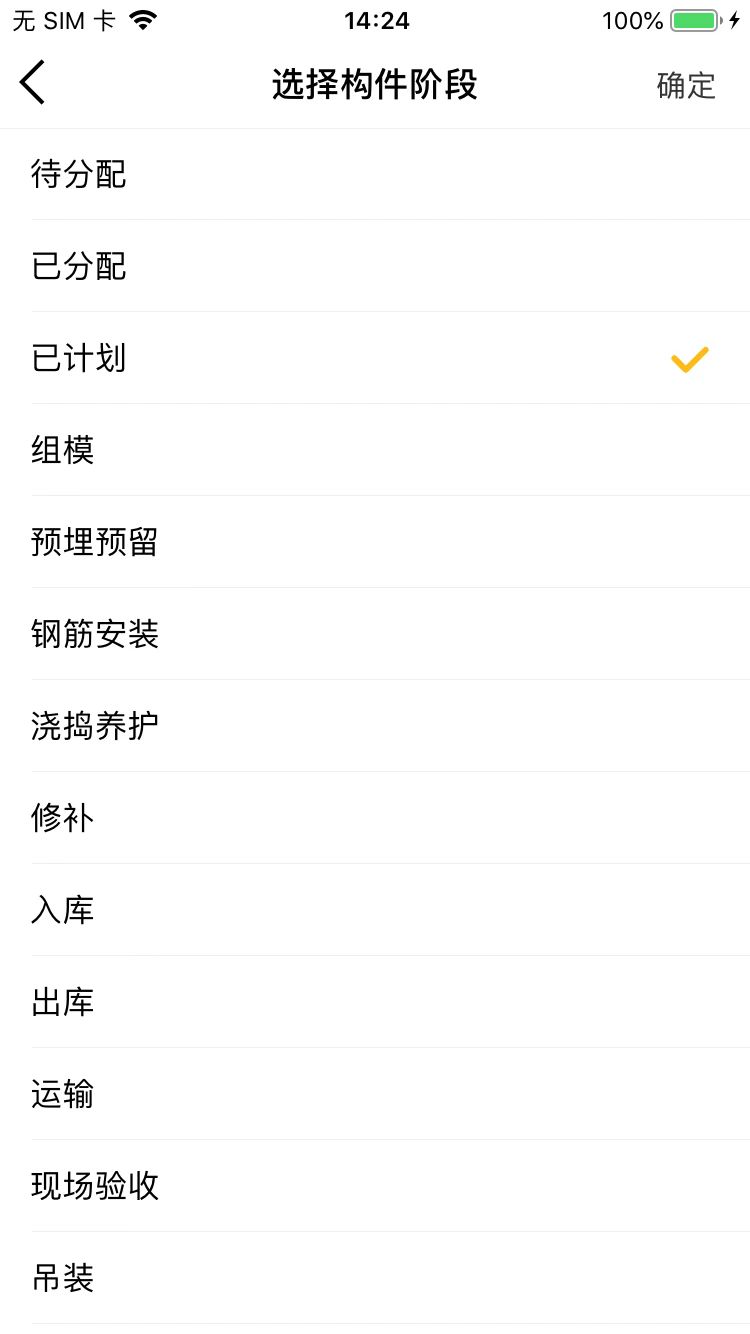 无 SIM 卡 14:24 100%
选择构件阶段 确定
待分配
已分配
已计划
组模
预埋预留
钢筋安装
浇捣养护
修补
入库
出库
运输
现场验收
吊装